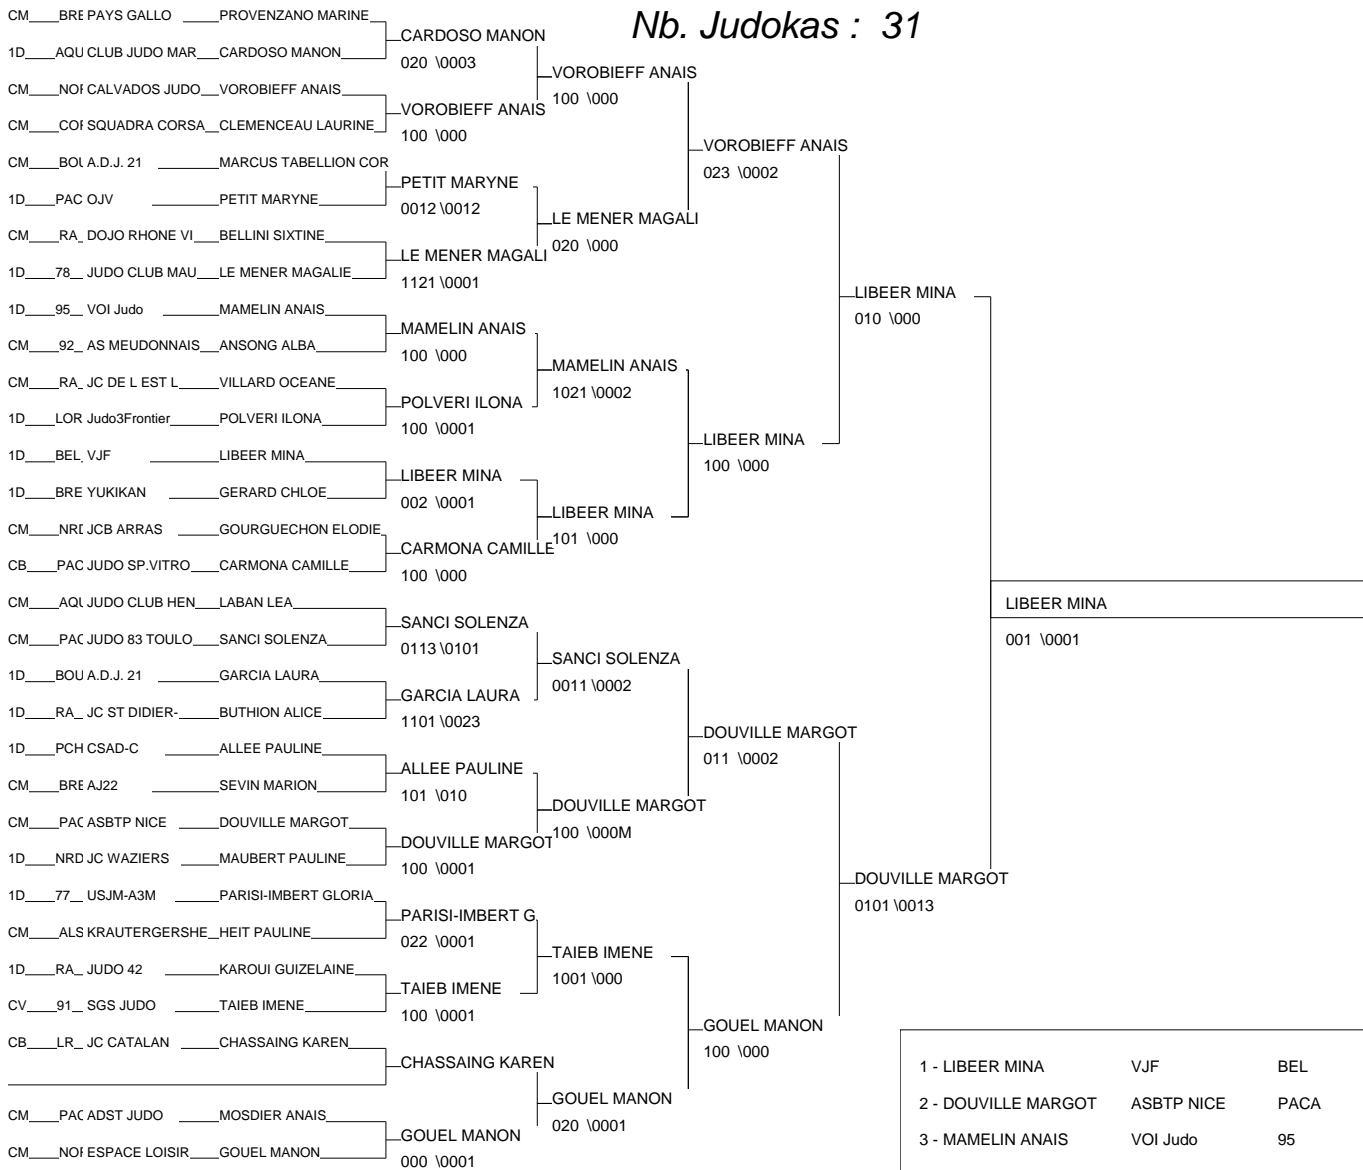 Nb. Judokas : 31
CM BRE PAYS GALLO PROVENZANO MARINE
CARDOSO MANON
1D AQU CLUB JUDO MAR CARDOSO MANON
020 \0003
VOROBIEFF ANAIS
CM NOR CALVADOS JUDO VOROBIEFF ANAIS
100 \000
VOROBIEFF ANAIS
CM COR SQUADRA CORSA CLEMENCEAU LAURINE
100 \000
VOROBIEFF ANAIS
CM BOU A.D.J. 21 MARCUS TABELLION COR
023 \0002
PETIT MARYNE
1D PAC OJV PETIT MARYNE
0012 \0012
LE MENER MAGALI
CM RA_ DOJO RHONE VI BELLINI SIXTINE
020 \000
LE MENER MAGALI
1D 78_ JUDO CLUB MAU LE MENER MAGALIE
1121 \0001
LIBEER MINA
1D 95_ VOI Judo MAMELIN ANAIS
010 \000
MAMELIN ANAIS
CM 92_ AS MEUDONNAIS ANSONG ALBA
100 \000
MAMELIN ANAIS
CM RA_ JC DE L EST L VILLARD OCEANE
1021 \0002
POLVERI ILONA
1D LOR Judo3Frontier POLVERI ILONA
100 \0001
LIBEER MINA
1D BEL VJF LIBEER MINA
100 \000
LIBEER MINA
1D BRE YUKIKAN GERARD CHLOE
002 \0001
LIBEER MINA
CM NRD JCB ARRAS GOURGUECHON ELODIE
101 \000
CARMONA CAMILLE
CB PAC JUDO SP.VITRO CARMONA CAMILLE
100 \000
CM AQU JUDO CLUB HEN LABAN LEA
LIBEER MINA
SANCI SOLENZA
CM PAC JUDO 83 TOULO SANCI SOLENZA
001 \0001
0113 \0101
SANCI SOLENZA
1D BOU A.D.J. 21 GARCIA LAURA
0011 \0002
GARCIA LAURA
1D RA_ JC ST DIDIER- BUTHION ALICE
1101 \0023
DOUVILLE MARGOT
1D PCH CSAD-C ALLEE PAULINE
011 \0002
ALLEE PAULINE
CM BRE AJ22 SEVIN MARION
101 \010
DOUVILLE MARGOT
CM PAC ASBTP NICE DOUVILLE MARGOT
100 \000M
DOUVILLE MARGOT
1D NRD JC WAZIERS MAUBERT PAULINE
100 \0001
DOUVILLE MARGOT
1D 77_ USJM-A3M PARISI-IMBERT GLORIA
0101 \0013
PARISI-IMBERT G
CM ALS KRAUTERGERSHE HEIT PAULINE
022 \0001
TAIEB IMENE
1D RA_ JUDO 42 KAROUI GUIZELAINE
1001 \000
TAIEB IMENE
CV 91_ SGS JUDO TAIEB IMENE
100 \0001
GOUEL MANON
CB LR_ JC CATALAN CHASSAING KAREN
100 \000
CHASSAING KAREN
GOUEL MANON
CM PAC ADST JUDO MOSDIER ANAIS
020 \0001
GOUEL MANON
CM NOR ESPACE LOISIR GOUEL MANON
000 \0001
1 - LIBEER MINA VJF BEL
2 - DOUVILLE MARGOT ASBTP NICE PACA
3 - MAMELIN ANAIS VOI Judo 95